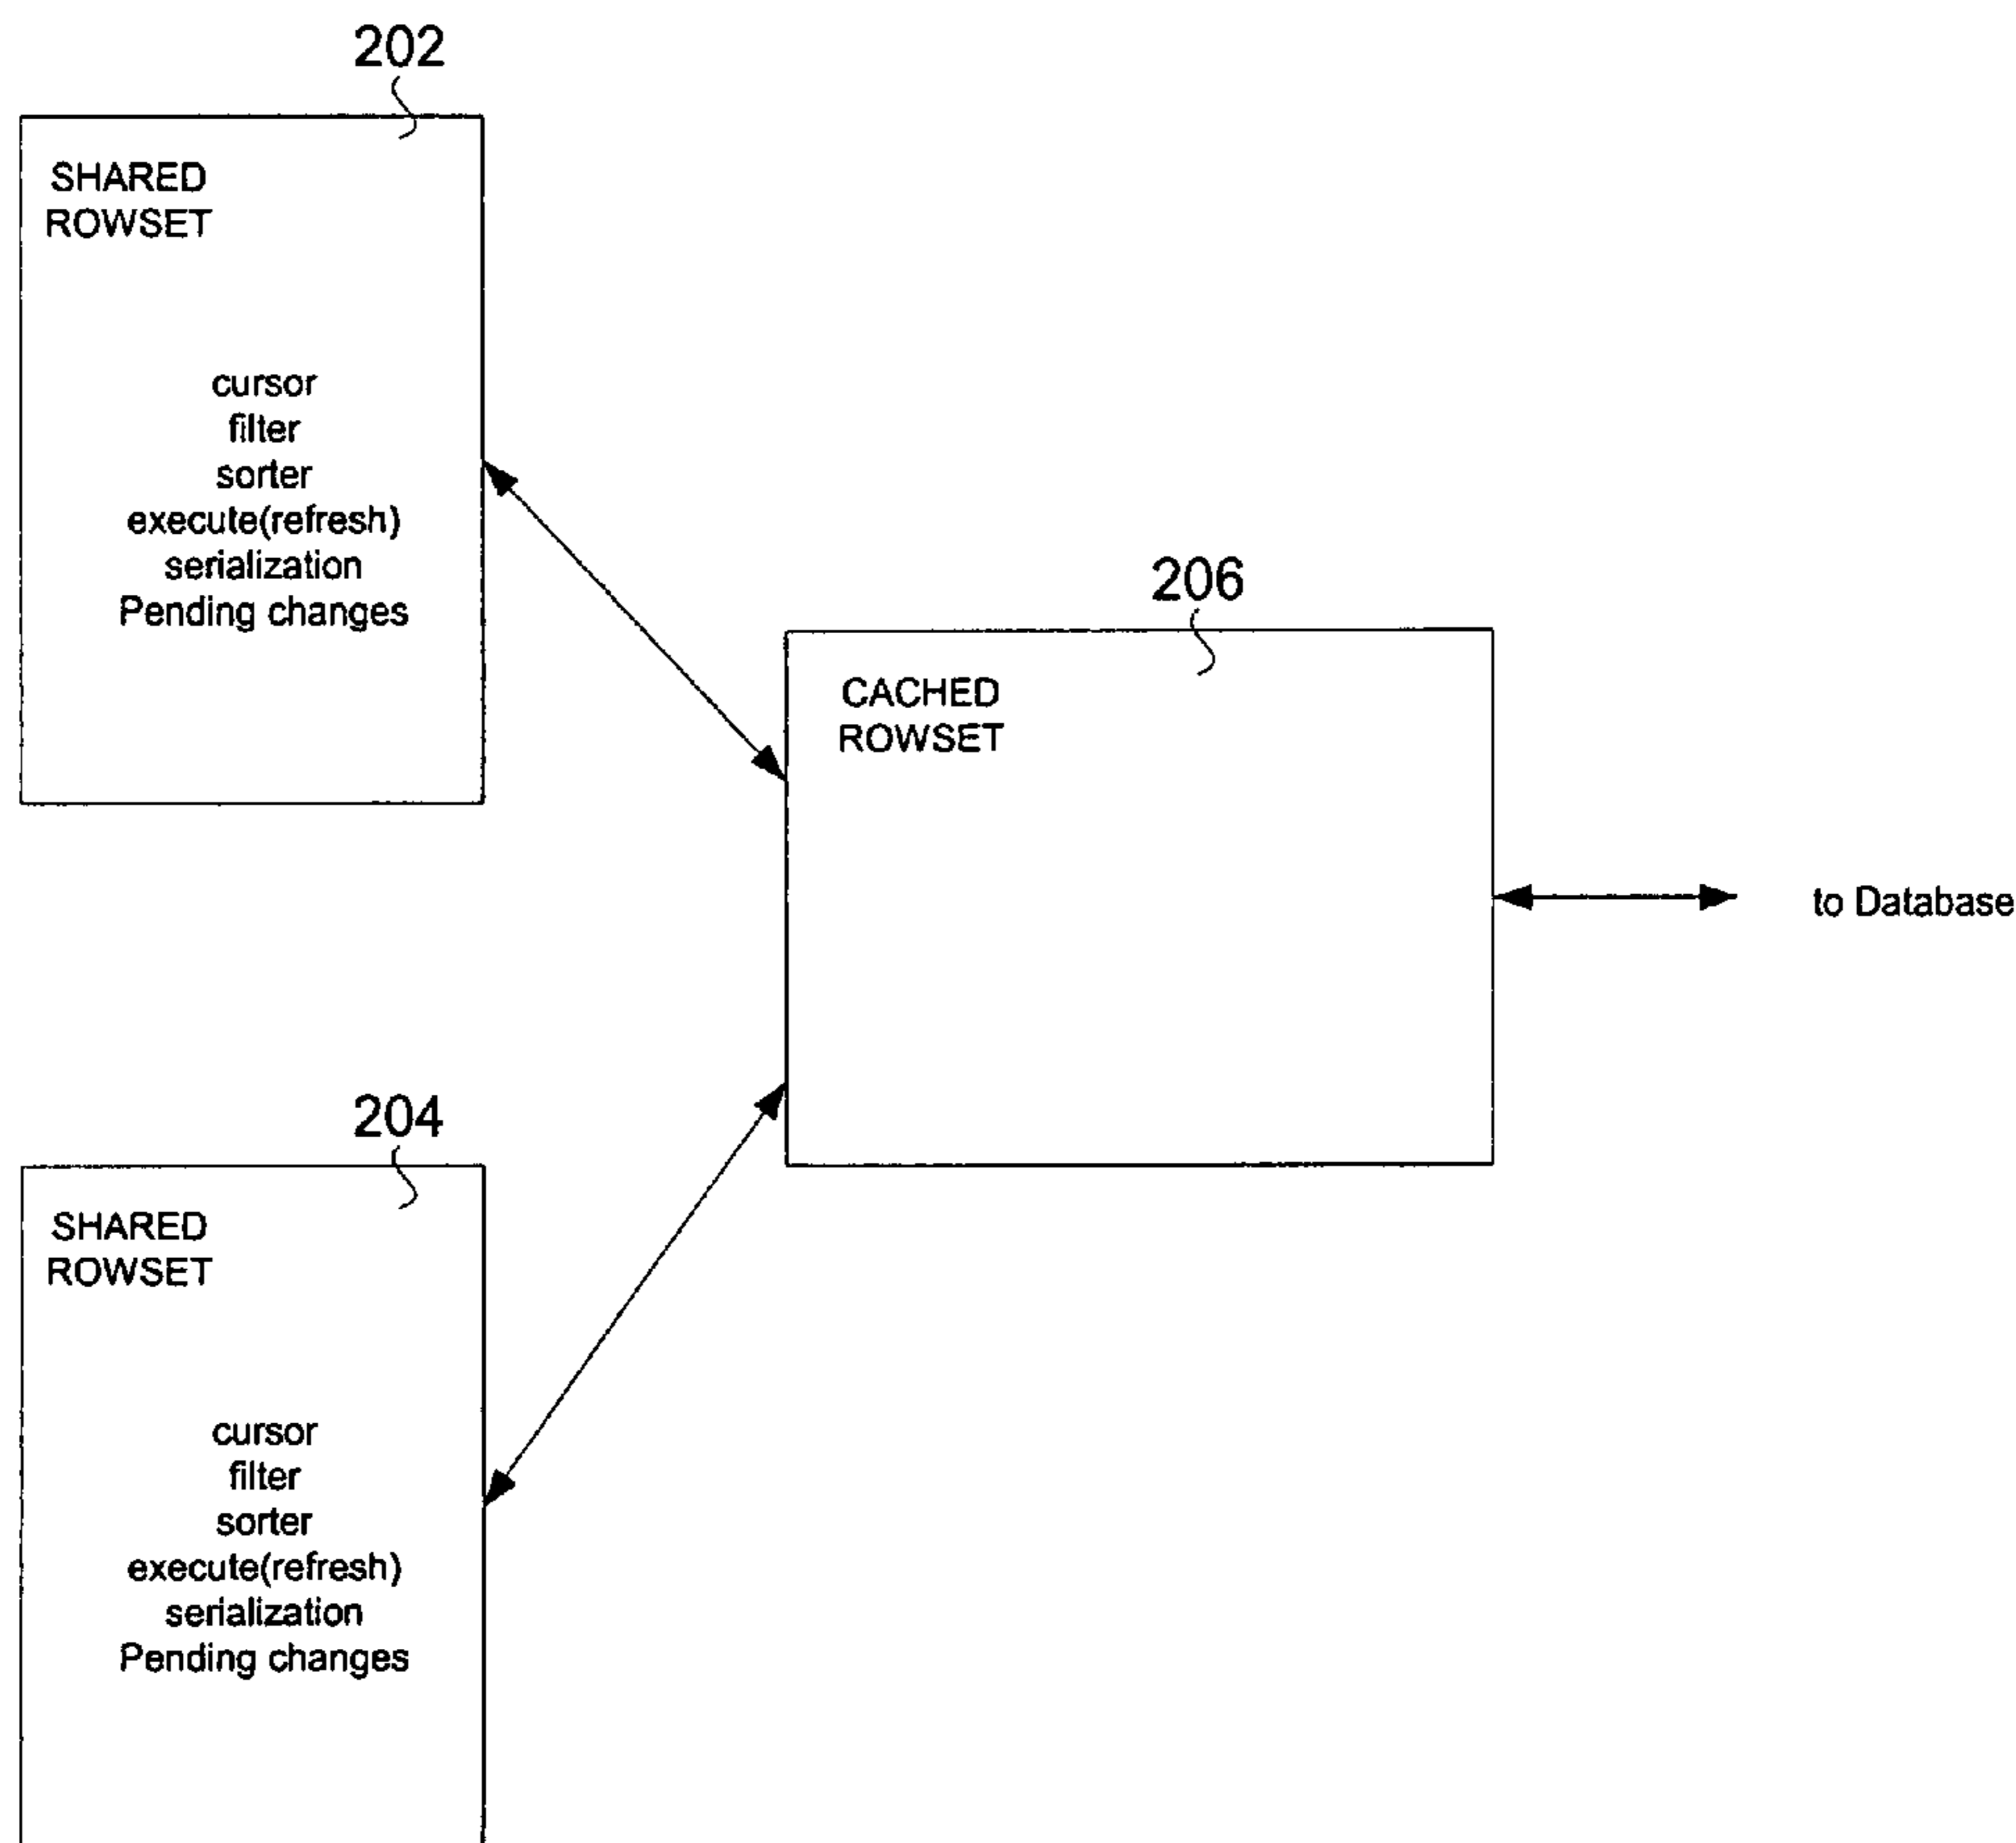 202
SHARED
ROWSET
cursor
filter
sorter
execute(refresh)
serialization
Pending changes
206
CACHED
ROWSET
to Database
204
SHARED
ROWSET
cursor
filter
sorter
execute(refresh)
serialization
Pending changes